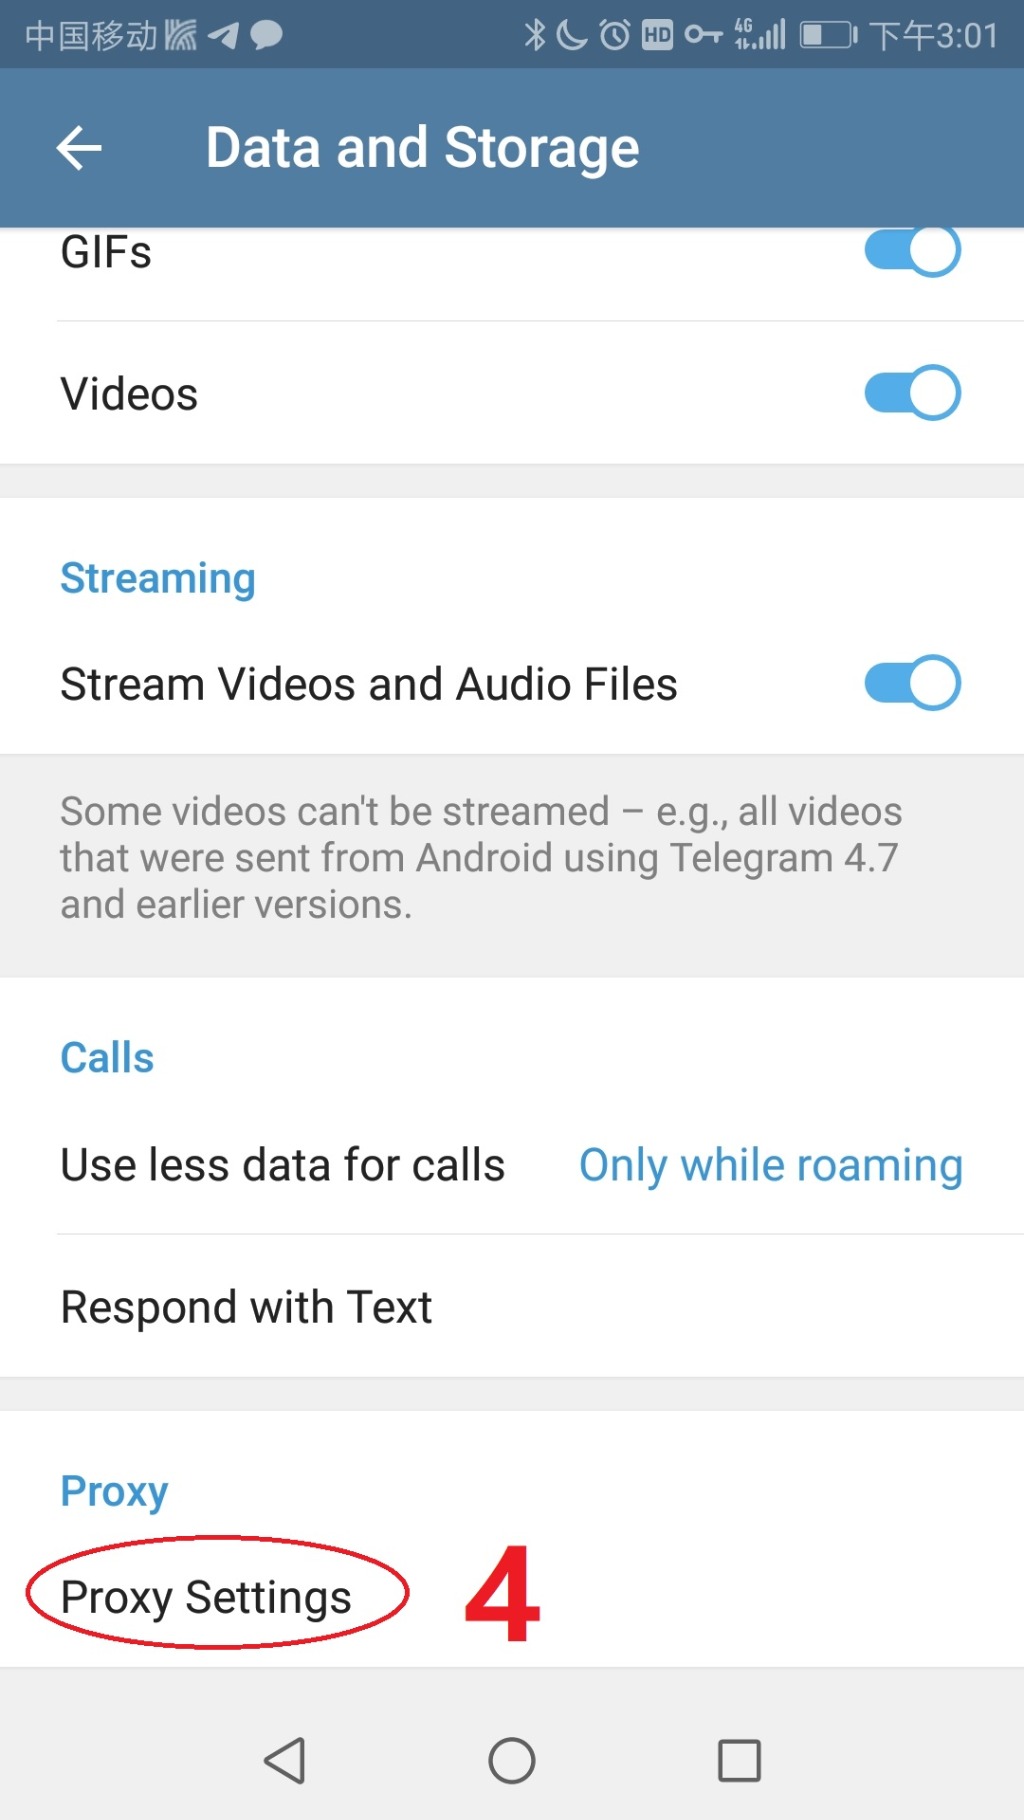 中国移动 HD 4G 下午3:01
Data and Storage
GIFs
Videos
Streaming
Stream Videos and Audio Files
Some videos can't be streamed – e.g., all videos
that were sent from Android using Telegram 4.7
and earlier versions.
Calls
Use less data for calls Only while roaming
Respond with Text
Proxy
Proxy Settings 4